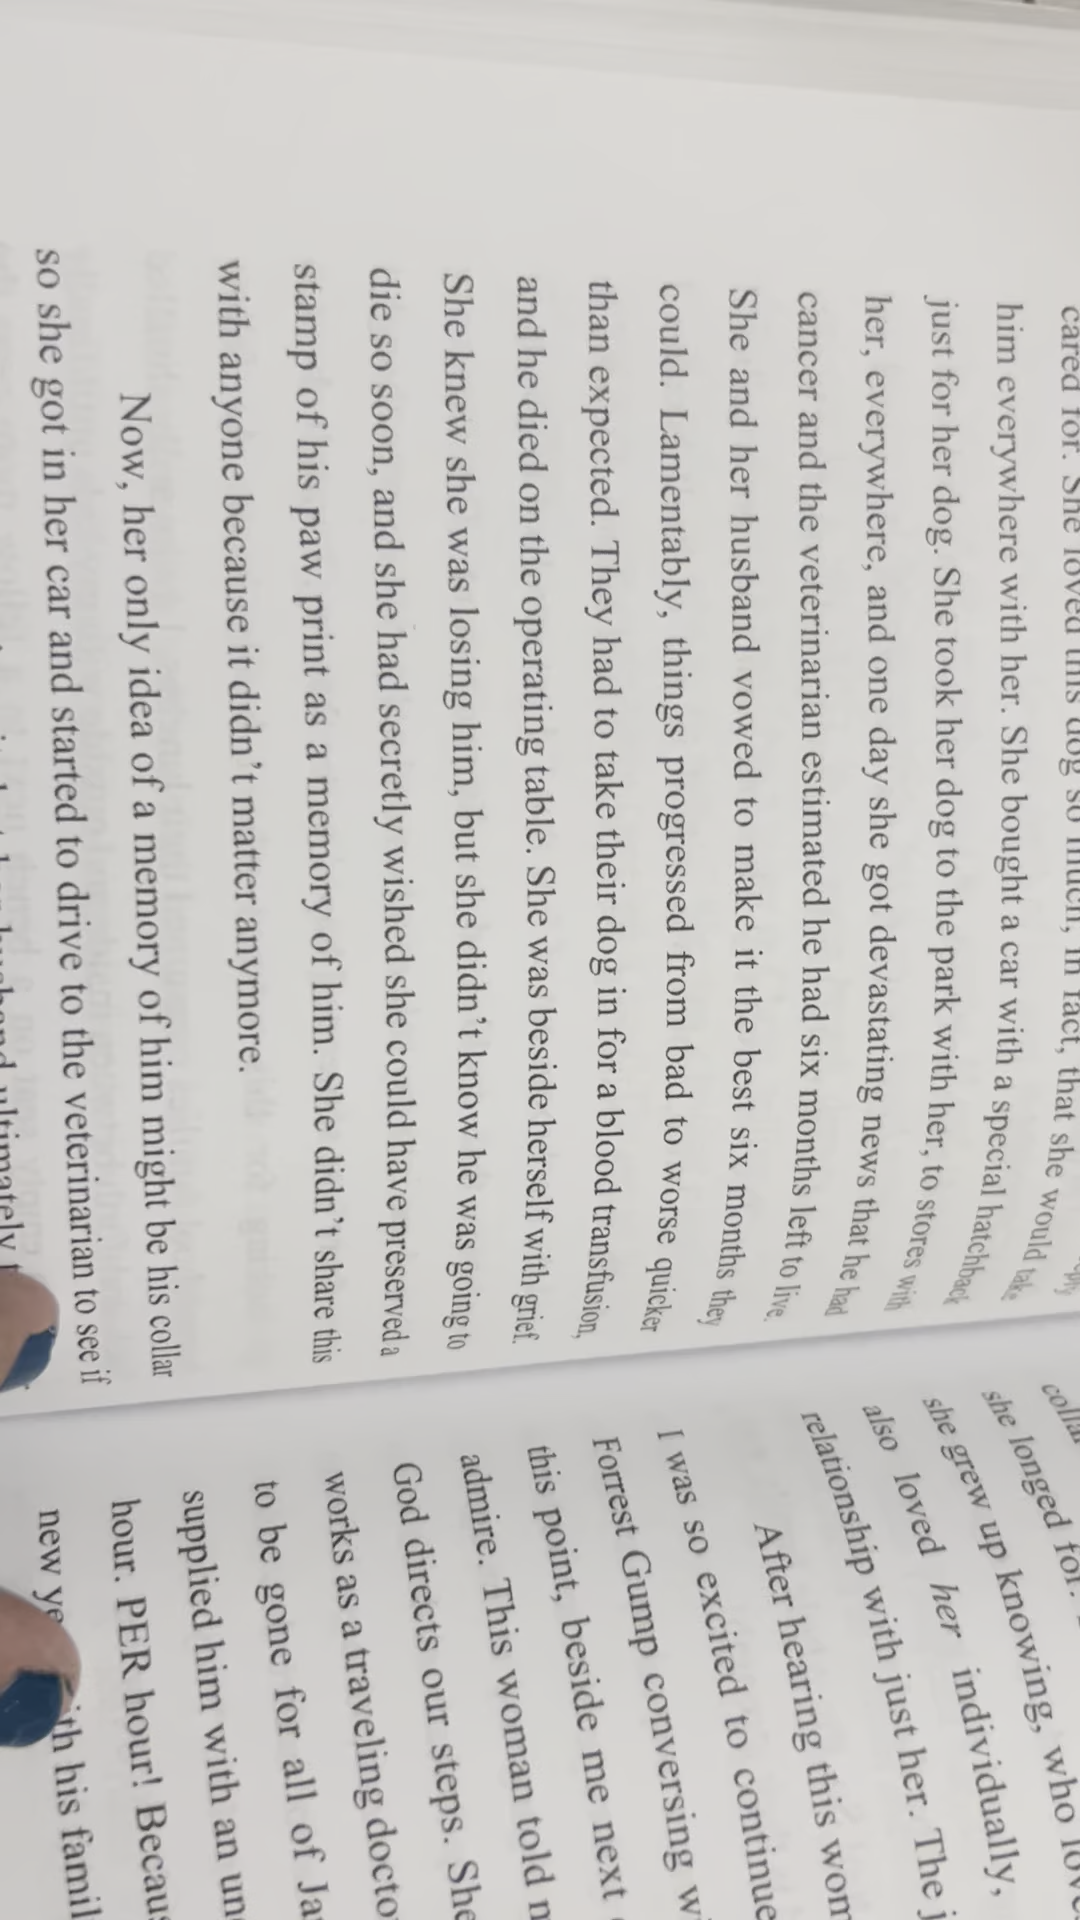 cared for. She loved this dog so much, in fact, that she would take
him everywhere with her. She bought a car with a special hatchback
just for her dog. She took her dog to the park with her, to stores with
her, everywhere, and one day she got devastating news that he had
cancer and the veterinarian estimated he had six months left to live.
She and her husband vowed to make it the best six months they
could. Lamentably, things progressed from bad to worse quicker
than expected. They had to take their dog in for a blood transfusion,
and he died on the operating table. She was beside herself with grief.
She knew she was losing him, but she didn't know he was going to
die so soon, and she had secretly wished she could have preserved a
stamp of his paw print as a memory of him. She didn't share this
with anyone because it didn't matter anymore.
Now, her only idea of a memory of him might be his collar
so she got in her car and started to drive to the veterinarian to see if
husband ultimately
she longed for.
she grew up knowing, who
also loved her individually,
relationship with just her. The
After hearing this
I was so excited to continue
Forrest Gump conversing
this point, beside me next
admire. This woman told
God directs our steps. She
works as a traveling
to be gone for all of
supplied him with an
hour. PER hour!
new
his